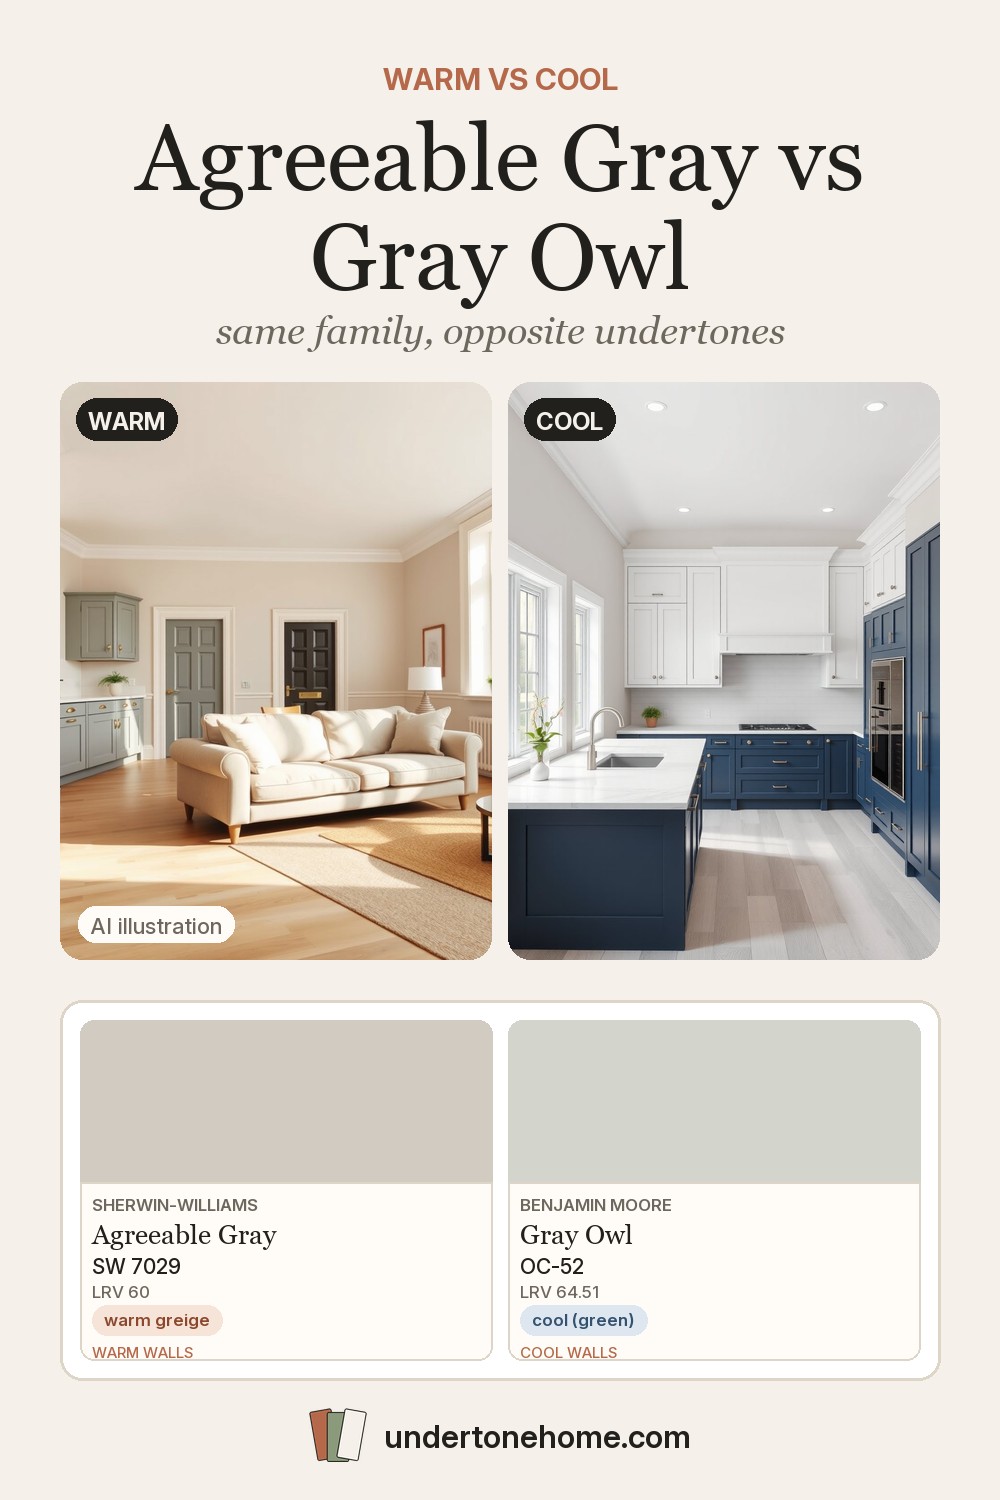 WARM VS COOL
Agreeable Gray vs
Gray Owl
same family, opposite undertones
WARM
COOL
AI illustration
SHERWIN-WILLIAMS
Agreeable Gray
SW 7029
LRV 60
warm greige
WARM WALLS
BENJAMIN MOORE
Gray Owl
OC-52
LRV 64.51
cool (green)
COOL WALLS
undertonehome.com